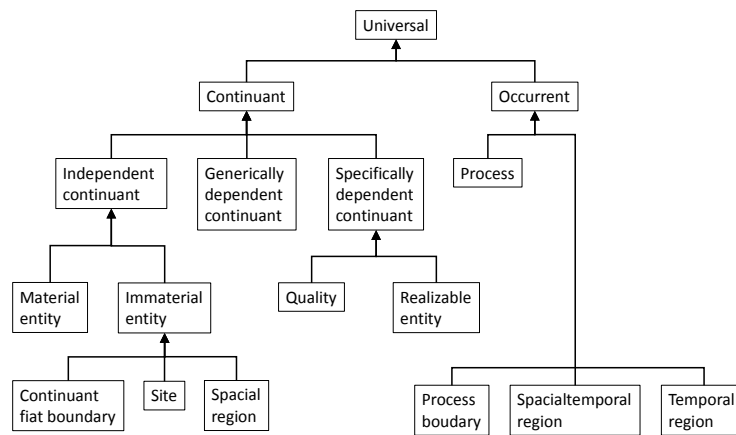 Universal
Continuant
Occurrent
Independent
continuant
Generically
dependent
continuant
Specifically
dependent
continuant
Process
Material
entity
Immaterial
entity
Quality
Realizable
entity
Continuant
fiat boundary
Site
Spacial
region
Process
boudary
Spacialtemporal
region
Temporal
region